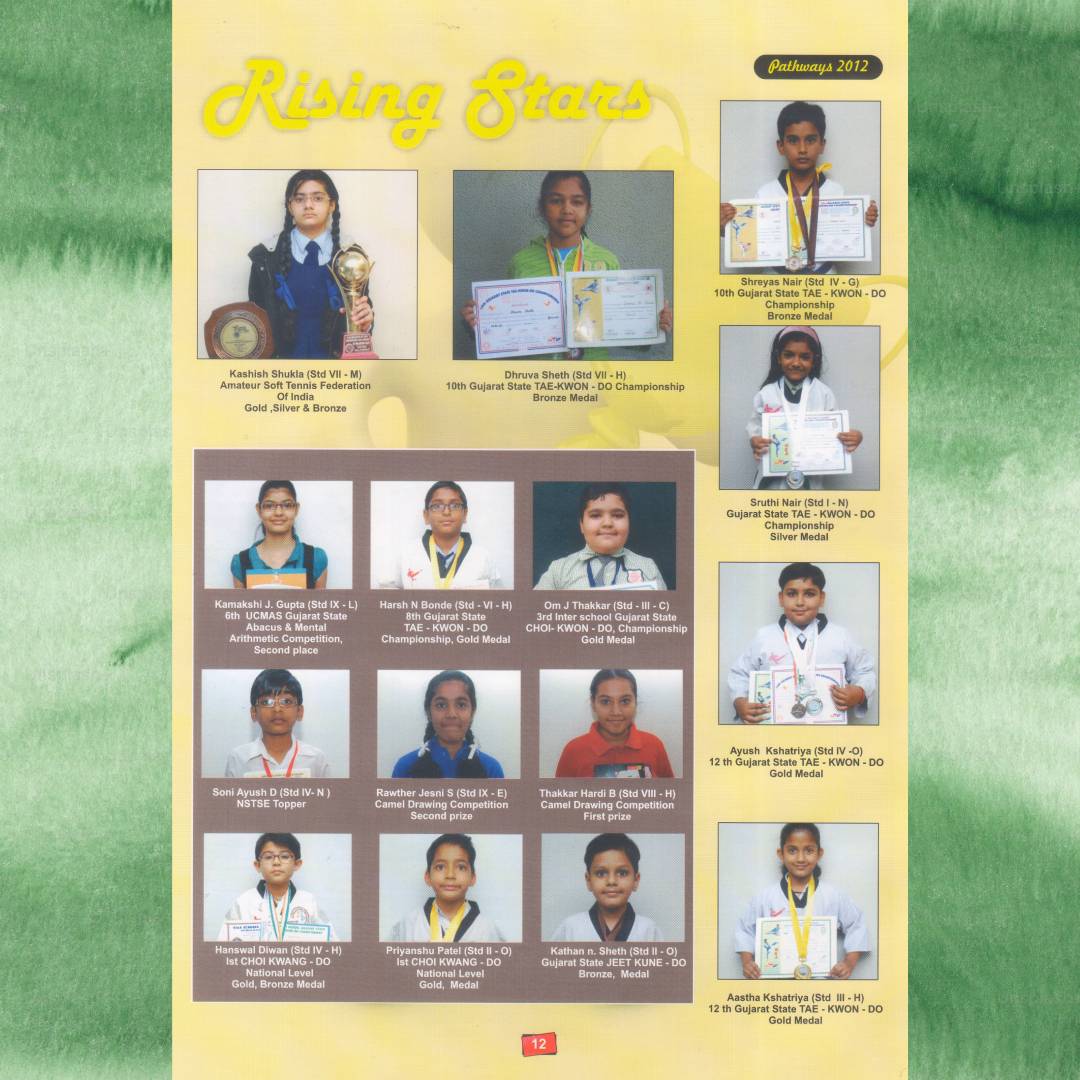 Rising Stars
Pathways 2012
Kashish Shukla (Std VII - M)
Amateur Soft Tennis Federation
Of India
Gold ,Silver & Bronze
Dhruva Sheth (Std VII - H)
10th Gujarat State TAE-KWON - DO Championship
Bronze Medal
Shreyas Nair (Std IV - G)
10th Gujarat State TAE - KWON - DO
Championship
Bronze Medal
Sruthi Nair (Std I - N)
Gujarat State TAE - KWON - DO
Championship
Silver Medal
Kamakshi J. Gupta (Std IX - L)
6th UCMAS Gujarat State
Abacus & Mental
Arithmetic Competition,
Second place
Harsh N Bonde (Std - VI - H)
8th Gujarat State
TAE - KWON - DO
Championship, Gold Medal
Om J Thakkar (Std - III - C)
3rd Inter school Gujarat State
CHOI- KWON - DO, Championship
Gold Medal
Ayush Kshatriya (Std IV -O)
12 th Gujarat State TAE - KWON - DO
Gold Medal
Soni Ayush D (Std IV- N )
NSTSE Topper
Rawther Jesni S (Std IX - E)
Camel Drawing Competition
Second prize
Thakkar Hardi B (Std VIII - H)
Camel Drawing Competition
First prize
Hanswal Diwan (Std IV - H)
Ist CHOI KWANG - DO
National Level
Gold, Bronze Medal
Priyanshu Patel (Std II - O)
Ist CHOI KWANG - DO
National Level
Gold, Medal
Kathan n. Sheth (Std II - O)
Gujarat State JEET KUNE - DO
Bronze, Medal
Aastha Kshatriya (Std III - H)
12 th Gujarat State TAE - KWON - DO
Gold Medal
12